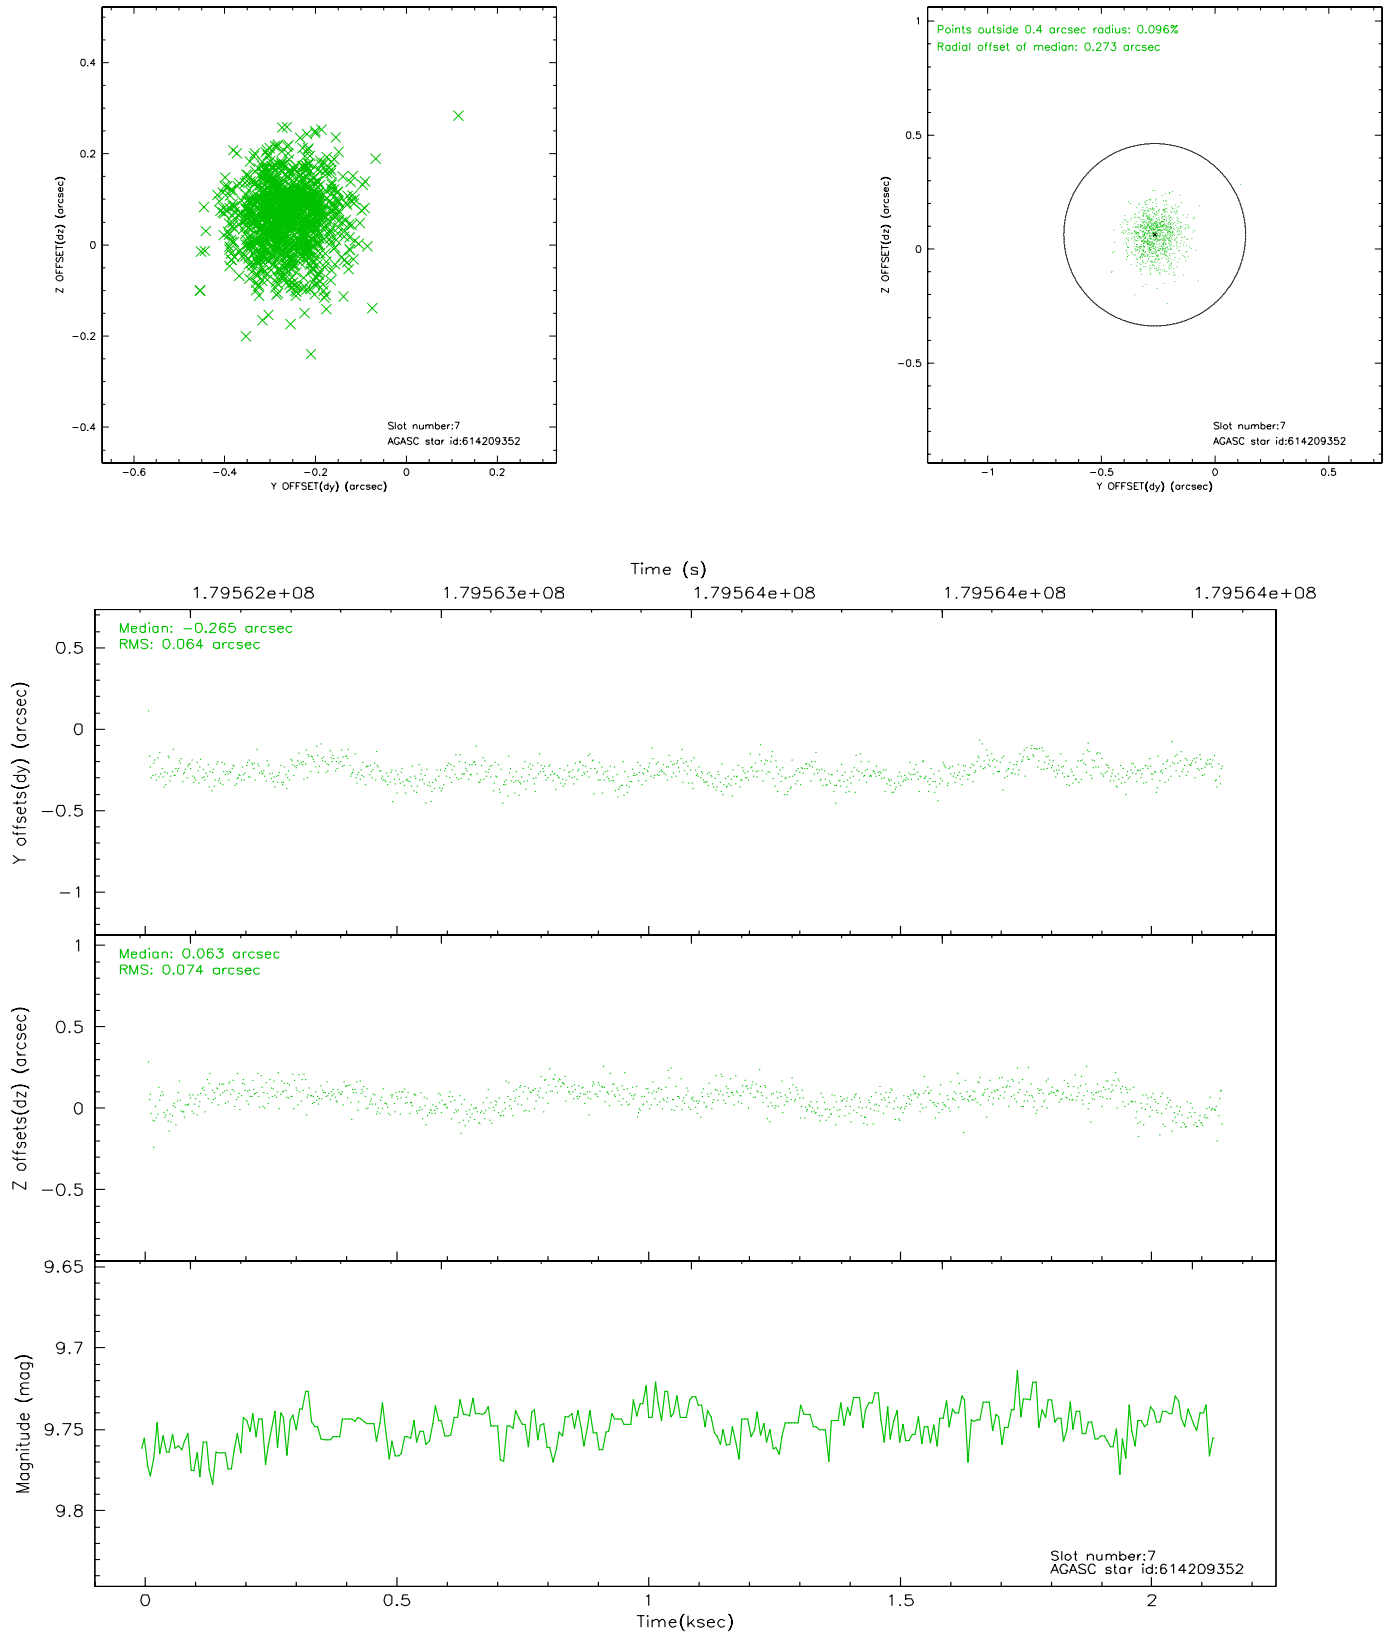 0.4
0.2
0
−0.2
−0.4
Z OFFSET(dz) (arcsec)
−0.6
−0.4
−0.2
0
0.2
Y OFFSET(dy) (arcsec)
Slot number:7
AGASC star id:614209352
Points outside 0.4 arcsec radius: 0.096%
Radial offset of median: 0.273 arcsec
1
0.5
0
−0.5
Z OFFSET(dz) (arcsec)
−1
−0.5
0
0.5
Y OFFSET(dy) (arcsec)
Slot number:7
AGASC star id:614209352
Time (s)
1.79562e+08
1.79563e+08
1.79564e+08
1.79564e+08
1.79564e+08
Median: −0.265 arcsec
RMS: 0.064 arcsec
0.5
0
−0.5
−1
Y offsets(dy) (arcsec)
Median: 0.063 arcsec
RMS: 0.074 arcsec
1
0.5
0
−0.5
Z offsets(dz) (arcsec)
9.65
9.7
9.75
9.8
Magnitude (mag)
Slot number:7
AGASC star id:614209352
0
0.5
1
1.5
2
Time(ksec)